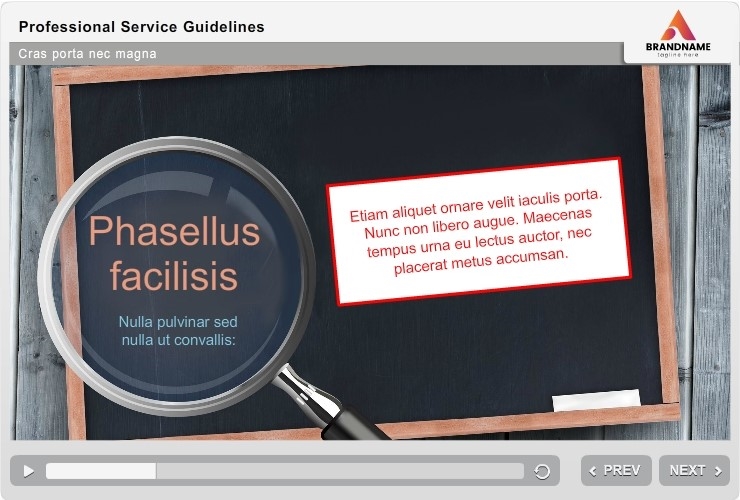 Professional Service Guidelines
Cras porta nec magna
BRANDNAME
tagline here
Phasellus
facilisis
Nulla pulvinar sed
nulla ut convallis:
Etiam aliquet ornare velit iaculis porta.
Nunc non libero augue. Maecenas
tempus urna eu lectus auctor, nec
placerat metus accumsan.
PREV
NEXT